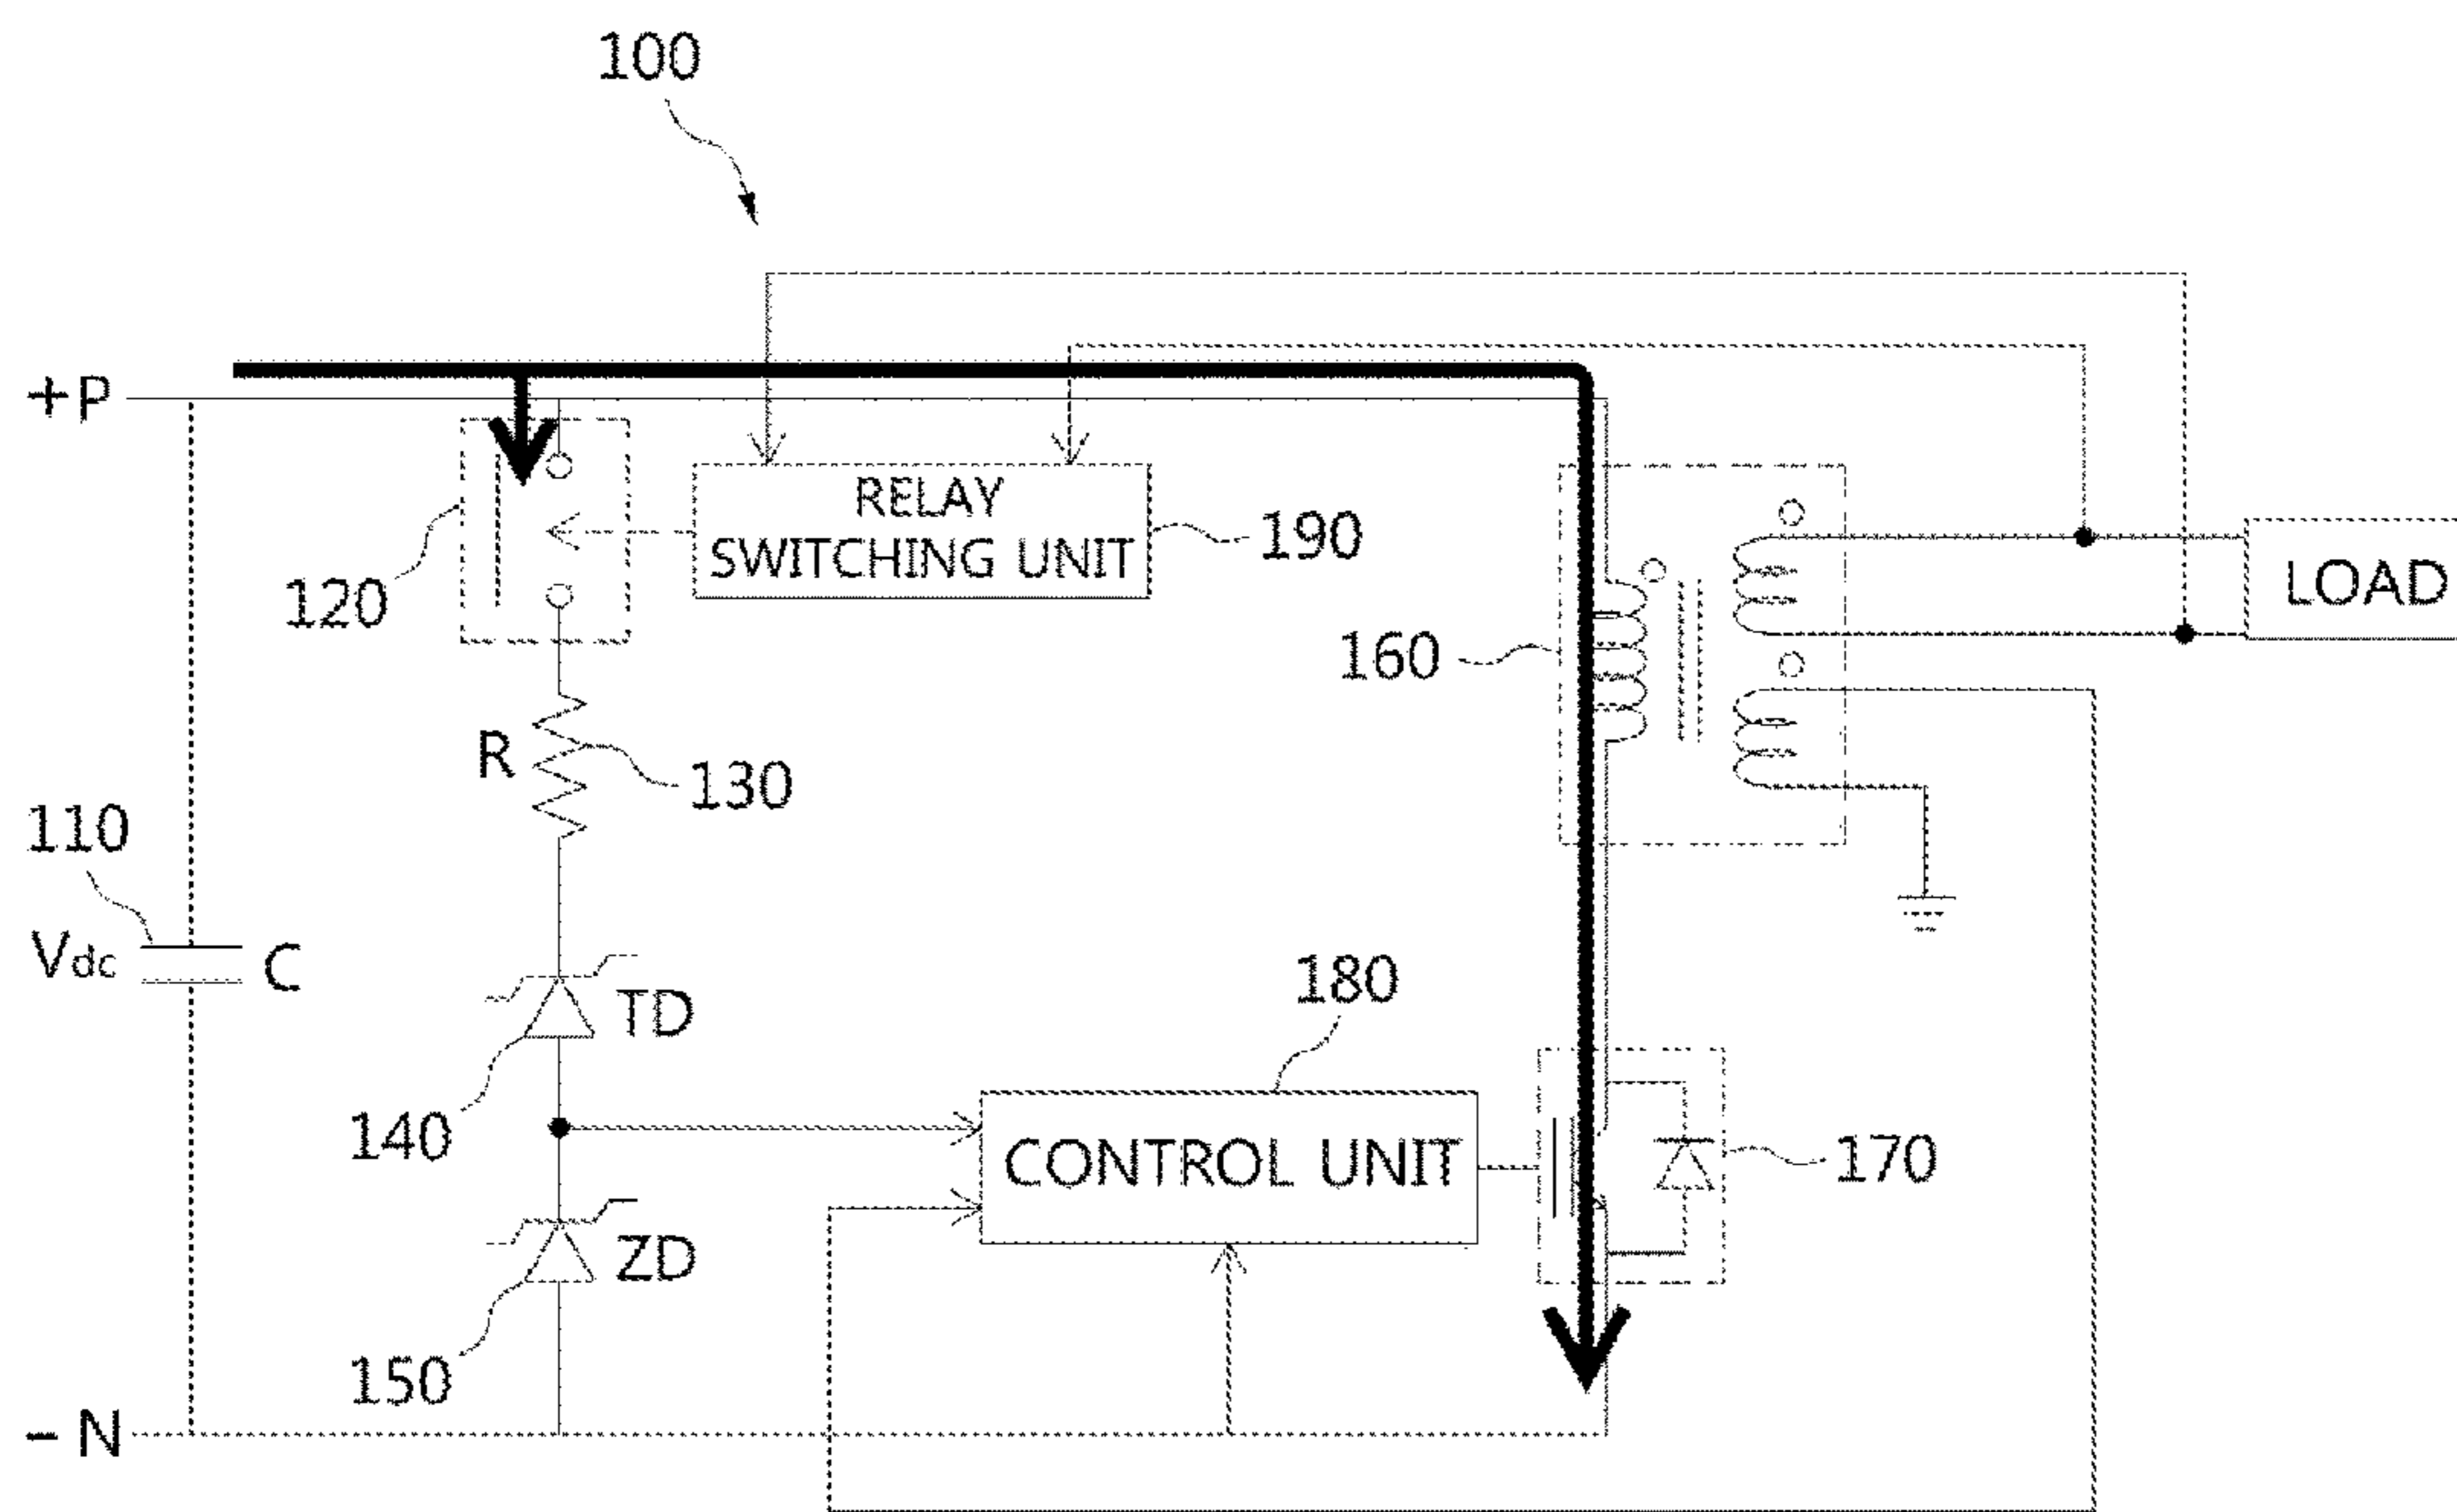 100
+P
RELAY
SWITCHING UNIT
190
120
LOAD
160
R
130
110
Vdc
C
180
TD
140
CONTROL UNIT
170
ZD
150
- N